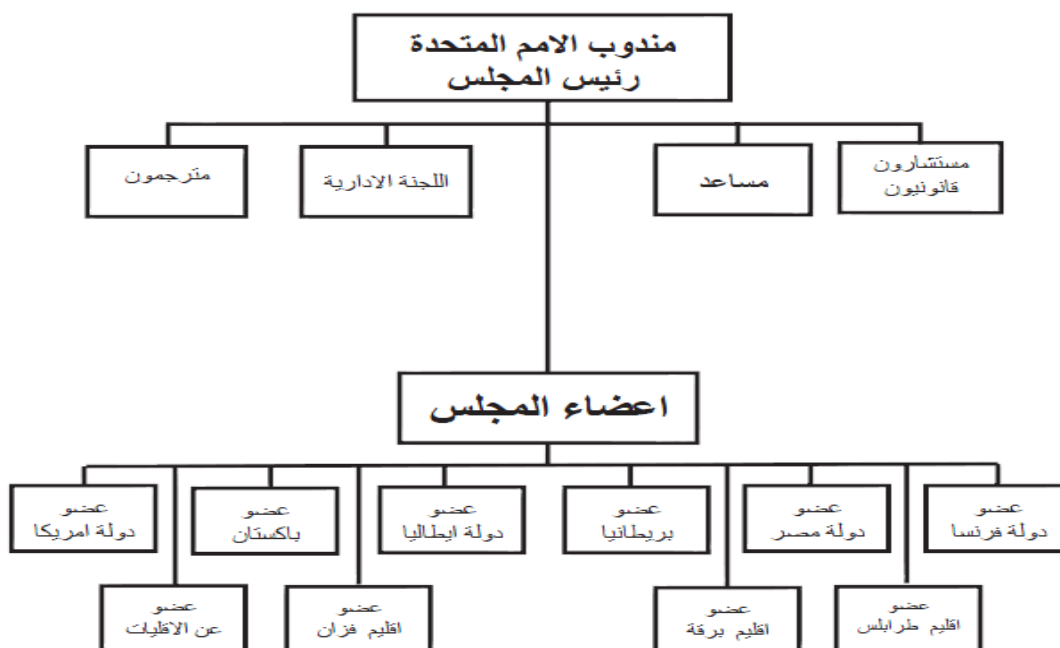 مندوب الامم المتحدة
رئيس المجلس
مستشارون
قانونيون
مساعد
اللجنة الادارية
مترجمون
اعضاء المجلس
عضو
دولة فرنسا
عضو
دولة مصر
عضو
بريطانيا
عضو
دولة ايطاليا
عضو
باكستان
عضو
دولة امريكا
عضو
اقليم طرابلس
عضو
اقليم برقة
عضو
اقليم فزان
عضو
عن الاقليات